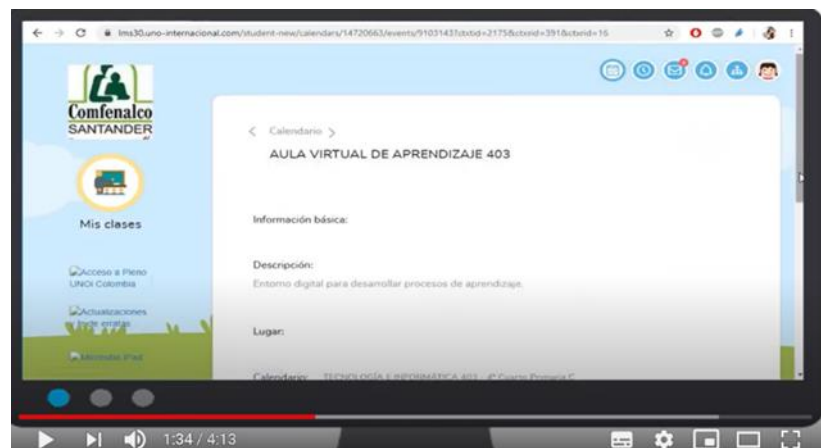 lms30.uno-internacional.com/student-new/calendars/14720663/events/9103143?ctxtid=2175&ctxrid=391&ctxrid=16
Comfenalco
SANTANDER
Mis clases
Acceso a Pleno
UNOi Colombia
Actualizaciones
Calendario
AULA VIRTUAL DE APRENDIZAJE 403
Información básica:
Descripción:
Entorno digital para desarrollar procesos de aprendizaje.
Lugar:
Calendario: TECNOLOGÍA E INFORMÁTICA 403 - 4º Cuarto Primaria C
1:34 / 4:13